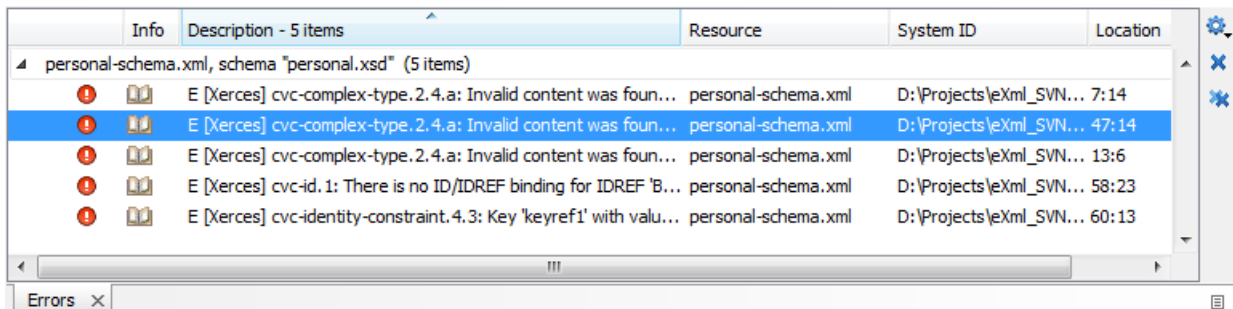 Info Description - 5 items Resource System ID Location
personal-schema.xml, schema "personal.xsd" (5 items)
E [Xerces] cvc-complex-type.2.4.a: Invalid content was foun... personal-schema.xml D:\Projects\eXml_SVN... 7:14
E [Xerces] cvc-complex-type.2.4.a: Invalid content was foun... personal-schema.xml D:\Projects\eXml_SVN... 47:14
E [Xerces] cvc-complex-type.2.4.a: Invalid content was foun... personal-schema.xml D:\Projects\eXml_SVN... 13:6
E [Xerces] cvc-id.1: There is no ID/IDREF binding for IDREF 'B... personal-schema.xml D:\Projects\eXml_SVN... 58:23
E [Xerces] cvc-identity-constraint.4.3: Key 'keyref1' with valu... personal-schema.xml D:\Projects\eXml_SVN... 60:13
Errors